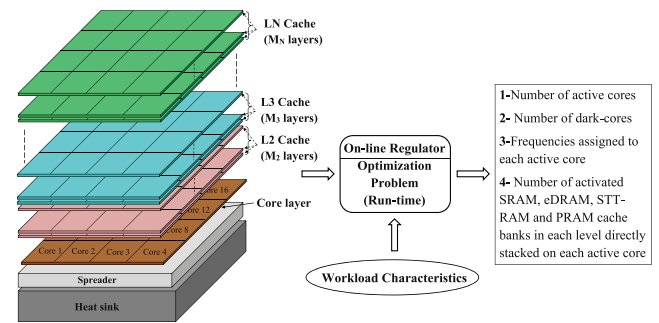 LN Cache
(MN layers)
L3 Cache
(M3 layers)
L2 Cache
(M2 layers)
Core layer
Core 16
Core 12
Core 8
Core 1 Core 2 Core 3 Core 4
Spreader
Heat sink
On-line Regulator
Optimization
Problem
(Run-time)
Workload Characteristics
1-Number of active cores
2- Number of dark-cores
3-Frequencies assigned to
each active core
4- Number of activated
SRAM, eDRAM, STT-
RAM and PRAM cache
banks in each level directly
stacked on each active core